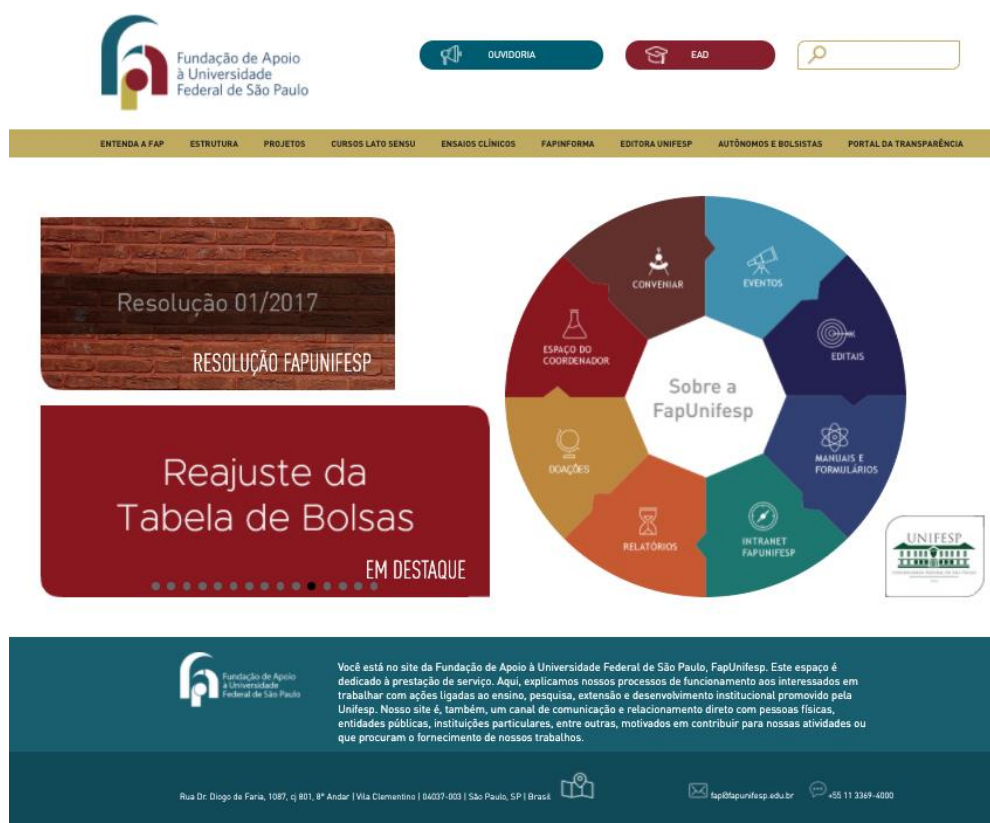 Fundação de Apoio
à Universidade
Federal de São Paulo
OUVIDORIA
EAD
ENTENDA A FAP
ESTRUTURA
PROJETOS
CURSOS LATO SENSU
ENSAIOS CLÍNICOS
FAPINFORMA
EDITORA UNIFESP
AUTÔNOMOS E BOLSISTAS
PORTAL DA TRANSPARÊNCIA
Resolução 01/2017
RESOLUÇÃO FAPUNIFESP
Reajuste da
Tabela de Bolsas
EM DESTAQUE
CONVENIAR
EVENTOS
ESPAÇO DO
COORDENADOR
EDITAIS
Sobre a
FapUnifesp
DOAÇÕES
MANUAIS E
FORMULÁRIOS
RELATÓRIOS
INTRANET
FAPUNIFESP
UNIFESP
Fundação de Apoio
à Universidade
Federal de São Paulo
Você está no site da Fundação de Apoio à Universidade Federal de São Paulo, FapUnifesp. Este espaço é
dedicado à prestação de serviço. Aqui, explicamos nossos processos de funcionamento aos interessados em
trabalhar com ações ligadas ao ensino, pesquisa, extensão e desenvolvimento institucional promovido pela
Unifesp. Nosso site é, também, um canal de comunicação e relacionamento direto com pessoas físicas,
entidades públicas, instituições particulares, entre outras, motivados em contribuir para nossas atividades ou
que procuram o fornecimento de nossos trabalhos.
Rua Dr. Diogo de Faria, 1087, cj 801, 8° Andar | Vila Clementino | 04037-003 | São Paulo, SP | Brasil
fap@fapunifesp.edu.br
+55 11 3369-4000